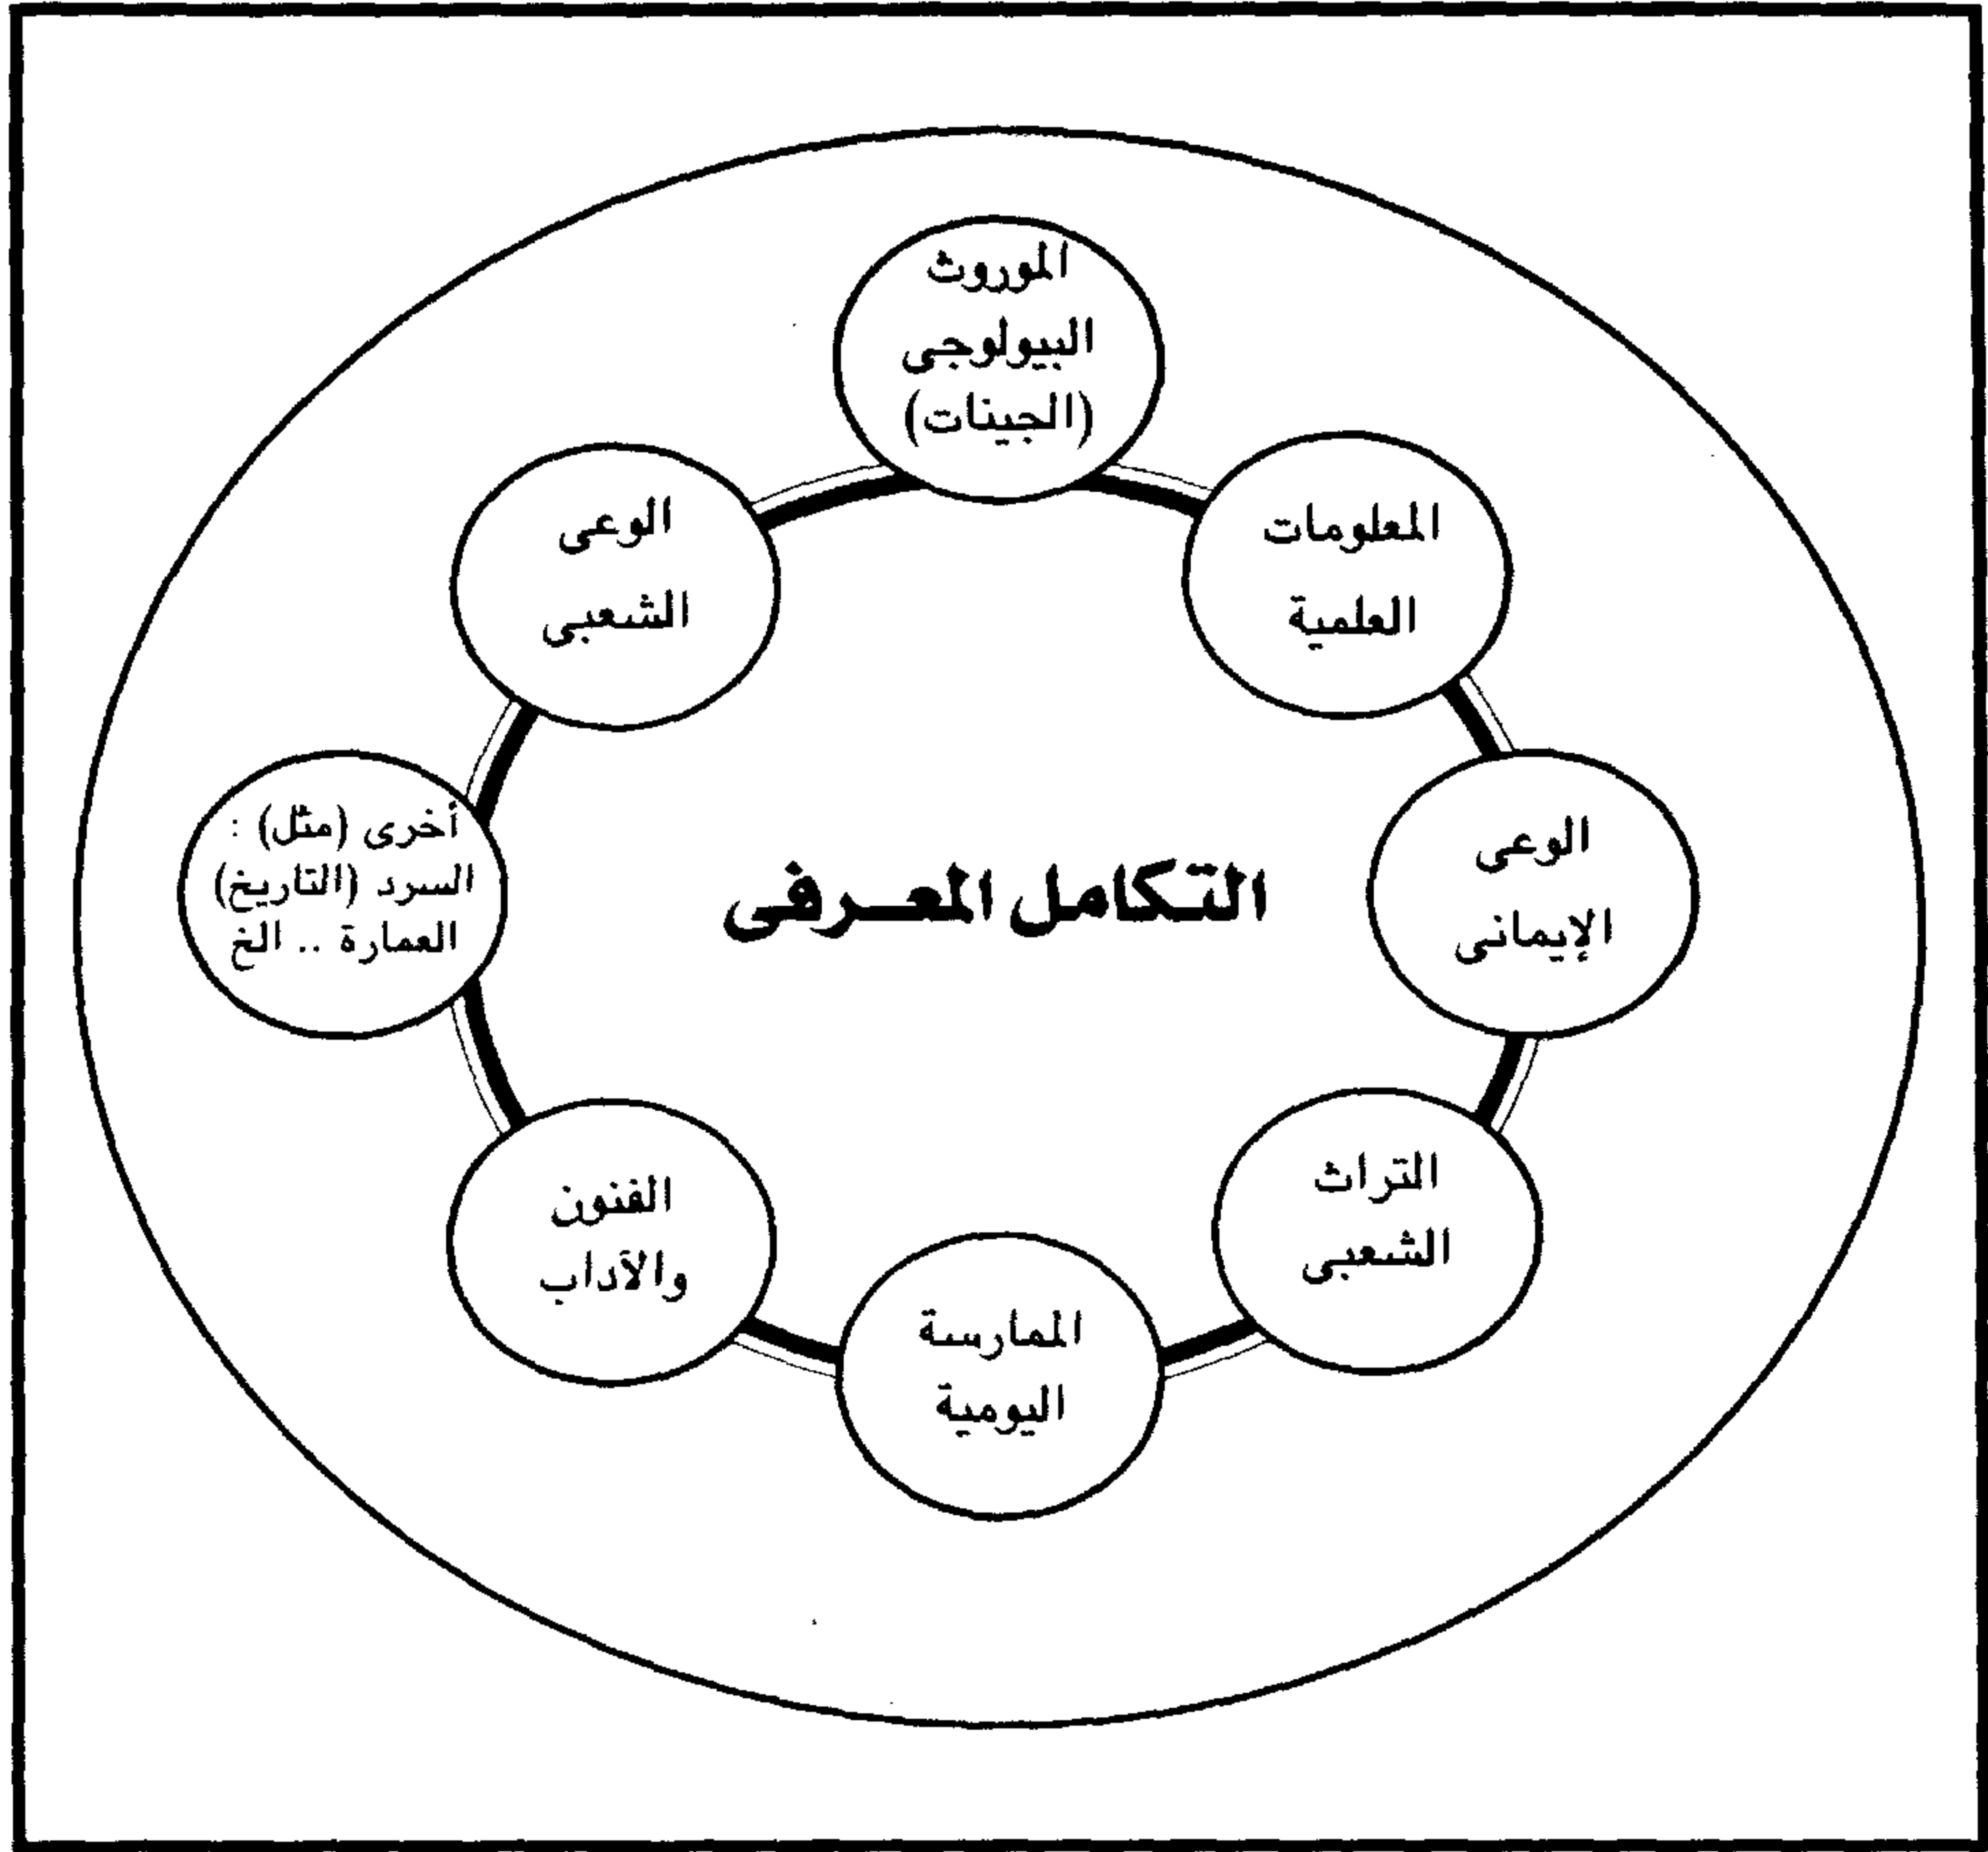 الموروث
البيولوجى
(الجينات)
المعلومات
العلمية
الوعى
الإيمانى
التراث
الشعبى
الممارسة
اليومية
الفنون
والآداب
أخرى (مثل) :
السرد (التاريخ)
العمارة .. الخ
الوعى
الشعبى
التكامل المعـرفى